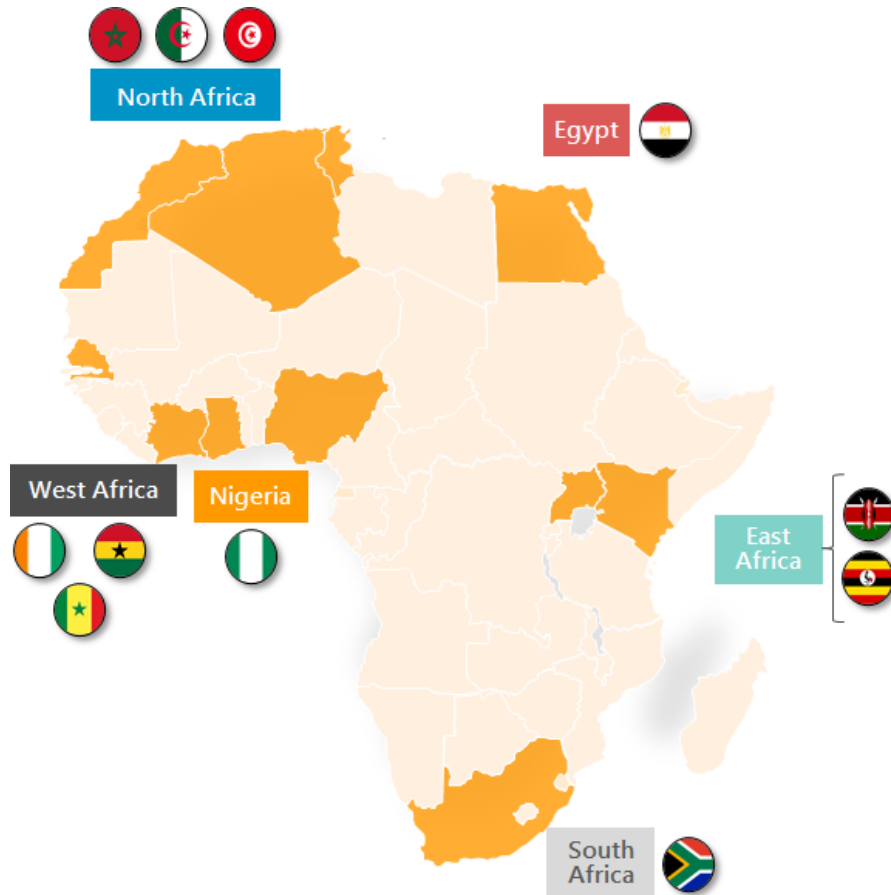 North Africa
Egypt
West Africa
Nigeria
East
Africa
South
Africa